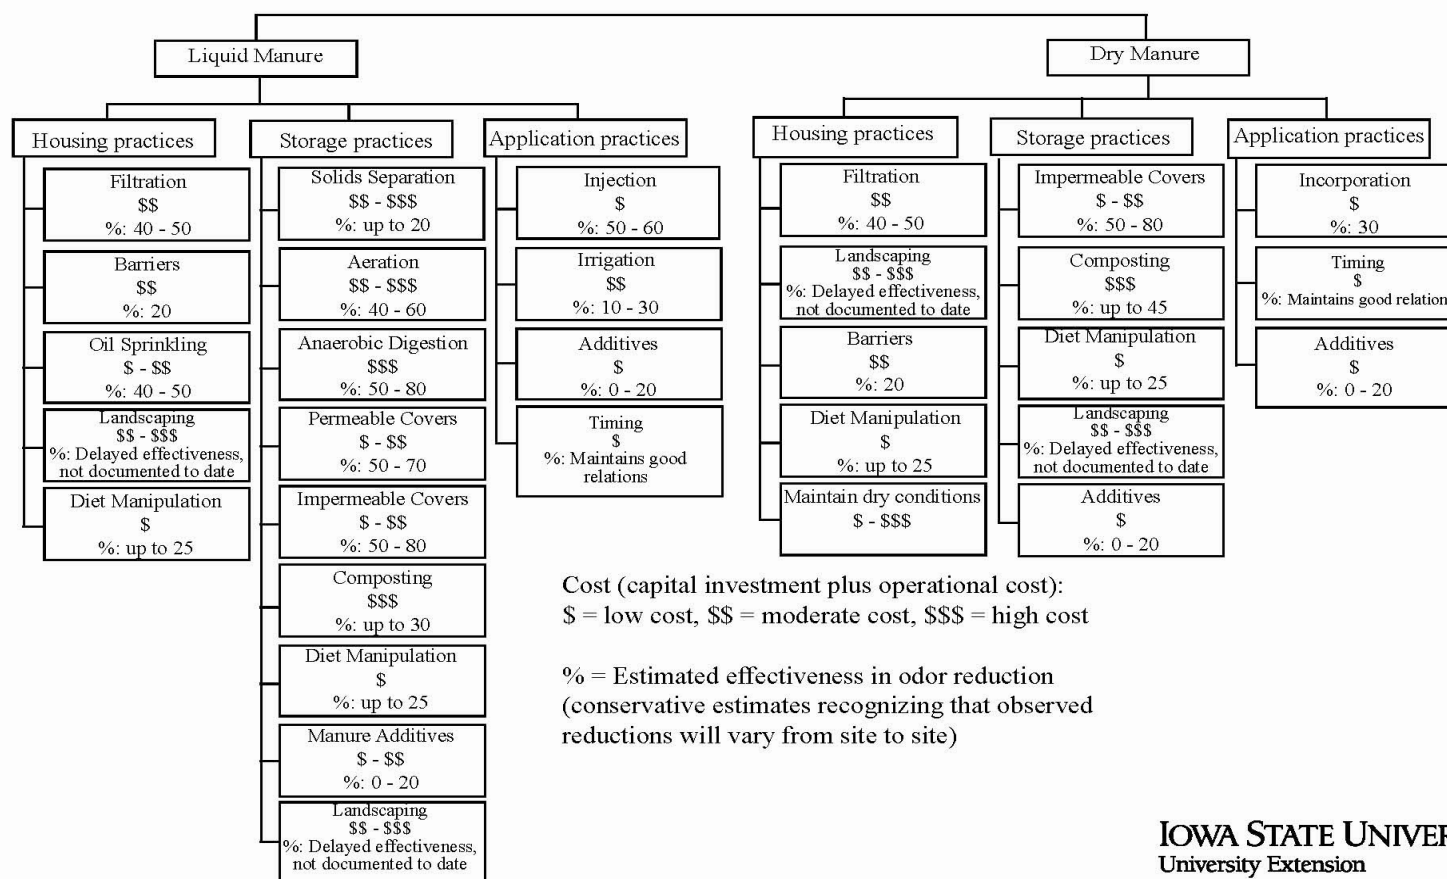 Liquid Manure
Housing practices
Filtration
$$
%: 40 - 50
Barriers
$$
%: 20
Oil Sprinkling
$ - $$
%: 40 - 50
Landscaping
$$ - $$$
%: Delayed effectiveness,
not documented to date
Diet Manipulation
$
%: up to 25
Storage practices
Solids Separation
$$ - $$$
%: up to 20
Aeration
$$ - $$$
%: 40 - 60
Anaerobic Digestion
$$$
%: 50 - 80
Permeable Covers
$ - $$
%: 50 - 70
Impermeable Covers
$ - $$
%: 50 - 80
Composting
$$$
%: up to 30
Diet Manipulation
$
%: up to 25
Manure Additives
$ - $$
%: 0 - 20
Landscaping
$$ - $$$
%: Delayed effectiveness,
not documented to date
Application practices
Injection
$
%: 50 - 60
Irrigation
$$
%: 10 - 30
Additives
$
%: 0 - 20
Timing
$
%: Maintains good
relations
Dry Manure
Housing practices
Filtration
$$
%: 40 - 50
Landscaping
$$ - $$$
%: Delayed effectiveness,
not documented to date
Barriers
$$
%: 20
Diet Manipulation
$
%: up to 25
Maintain dry conditions
$ - $$$
Storage practices
Impermeable Covers
$ - $$
%: 50 - 80
Composting
$$$
%: up to 45
Diet Manipulation
$
%: up to 25
Landscaping
$$ - $$$
%: Delayed effectiveness,
not documented to date
Additives
$
%: 0 - 20
Application practices
Incorporation
$
%: 30
Timing
$
%: Maintains good relation
Additives
$
%: 0 - 20
Cost (capital investment plus operational cost):
$ = low cost, $$ = moderate cost, $$$ = high cost
% = Estimated effectiveness in odor reduction
(conservative estimates recognizing that observed
reductions will vary from site to site)
IOWA STATE UNIVER
University Extension